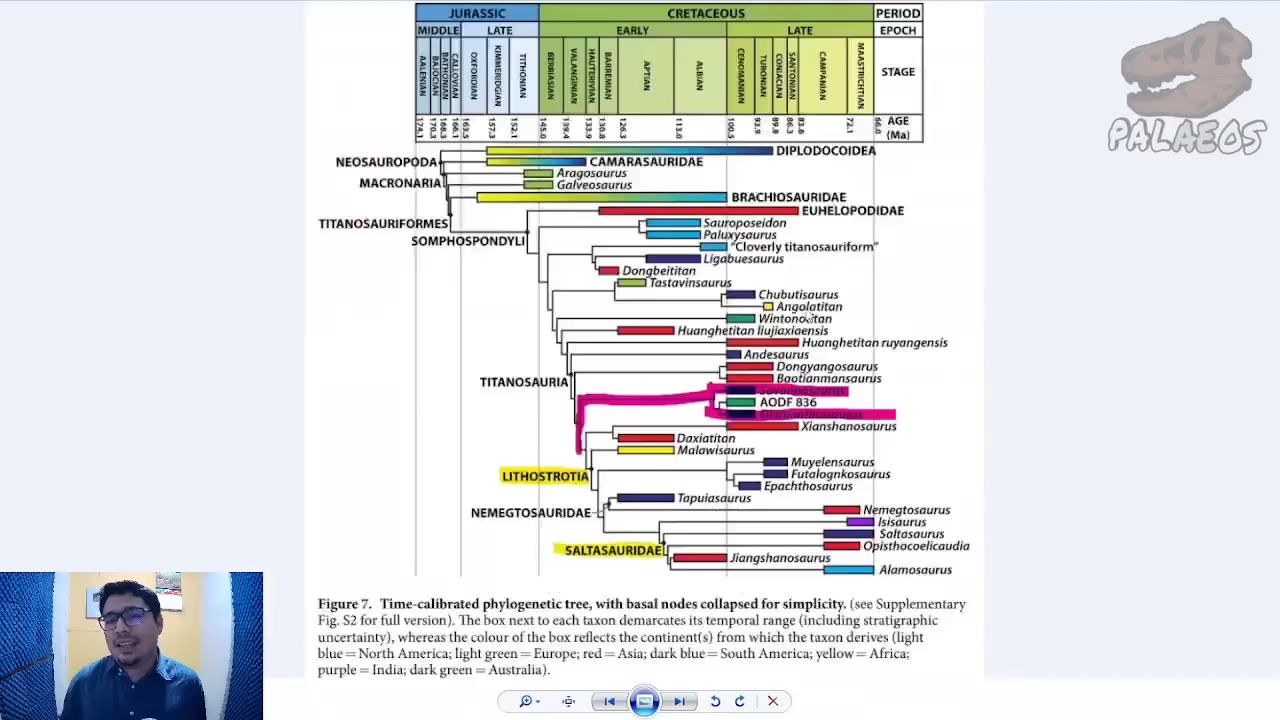 JURASSIC CRETACEOUS PERIOD
MIDDLE LATE EARLY LATE EPOCH
AALENIAN BAJOCIAN BATHONIAN CALLOVIAN OXFORDIAN KIMMERIDGIAN TITHONIAN BERRIASIAN VALANGINIAN HAUTERIVIAN BARREMIAN APTIAN ALBIAN CENOMANIAN TURONIAN CONIACIAN SANTONIAN CAMPANIAN MAASTRICHTIAN STAGE
174.1 170.3 168.3 166.1 163.5 157.3 152.1 145.0 139.4 133.9 130.8 126.3 113.0 100.5 93.9 89.8 86.3 83.6 72.1 66.0 AGE
(Ma)
PALAEOS
DIPLODOCOIDEA
NEOSAUROPODA CAMARASAURIDAE
Aragosaurus
MACRONARIA Galveosaurus
BRACHIOSAURIDAE
EUHELOPODIDAE
TITANOSAURIFORMES Sauroposeidon
Paluxysaurus
SOMPHOSPONDYLI "Cloverly titanosauriform"
Ligabuesaurus
Dongbeititan
Tastavinsaurus
Chubutisaurus
Angolatitan
Wintonotitan
Huanghetitan liujiaxiaensis
Huanghetitan ruyangensis
Andesaurus
Dongyangosaurus
TITANOSAURIA Baotianmansaurus
AODF 836
Xianshanosaurus
Daxiatitan
Malawisaurus
Muyelensaurus
LITHOSTROTIA Futalognkosaurus
Epachthosaurus
Tapuiasaurus
NEMEGTOSAURIDAE Nemegtosaurus
Isisaurus
Saltasaurus
SALTASAURIDAE Opisthocoelicaudia
Jiangshanosaurus
Alamosaurus
Figure 7. Time-calibrated phylogenetic tree, with basal nodes collapsed for simplicity. (see Supplementary
Fig. S2 for full version). The box next to each taxon demarcates its temporal range (including stratigraphic
uncertainty), whereas the colour of the box reflects the continent(s) from which the taxon derives (light
blue = North America; light green = Europe; red = Asia; dark blue = South America; yellow = Africa;
purple = India; dark green = Australia).